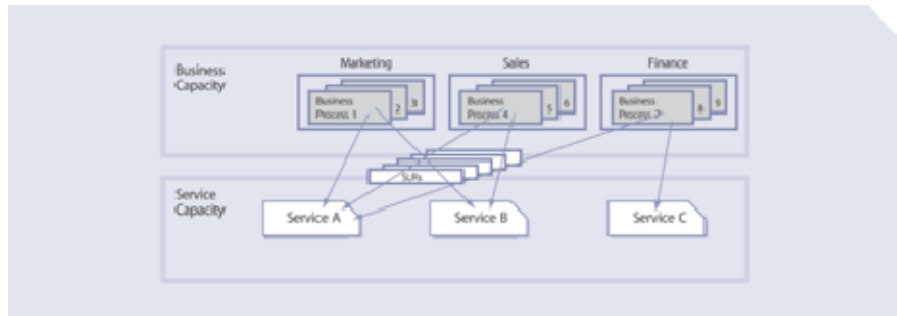 Marketing
Sales
Finance
Business
Capacity
Business
Process 1
2
3
Business
Process 4
5
6
Business
Process 7
8
9
SLRs
Service
Capacity
Service A
Service B
Service C